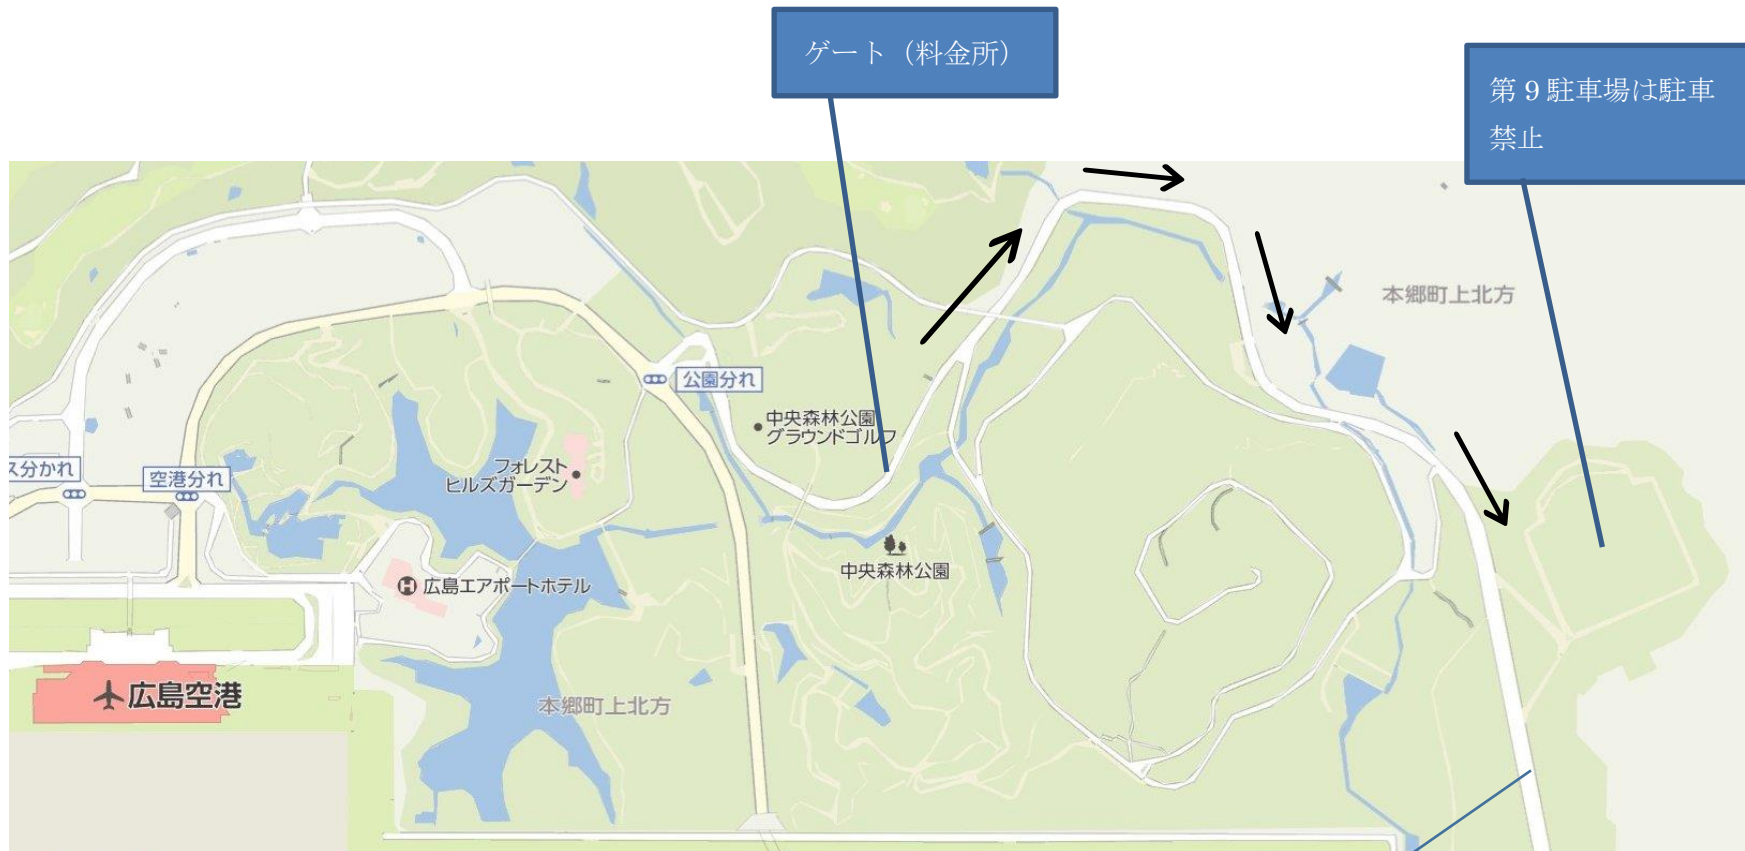 ゲート（料金所）
第9駐車場は駐車
禁止
本郷町上北方
公園分れ
中央森林公園
グラウンドゴルフ
フォレスト
ヒルズガーデン
ス分かれ
空港分れ
中央森林公園
H 広島エアポートホテル
広島空港
本郷町上北方